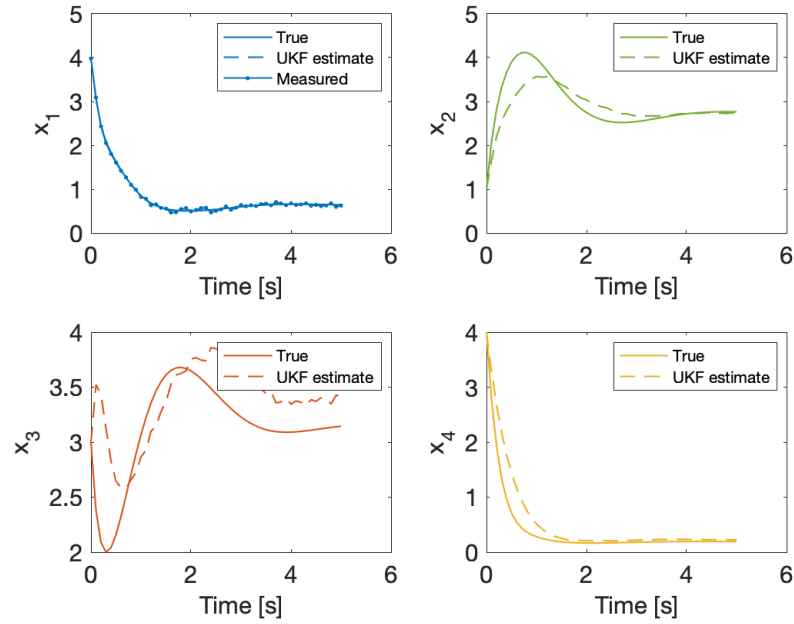 5
4
3
2
1
0
x1
0 2 4 6
Time [s]
True
UKF estimate
Measured
5
4
3
2
1
0
x2
0 2 4 6
Time [s]
True
UKF estimate
4
3.5
3
2.5
2
x3
0 2 4 6
Time [s]
True
UKF estimate
4
3
2
1
0
x4
0 2 4 6
Time [s]
True
UKF estimate